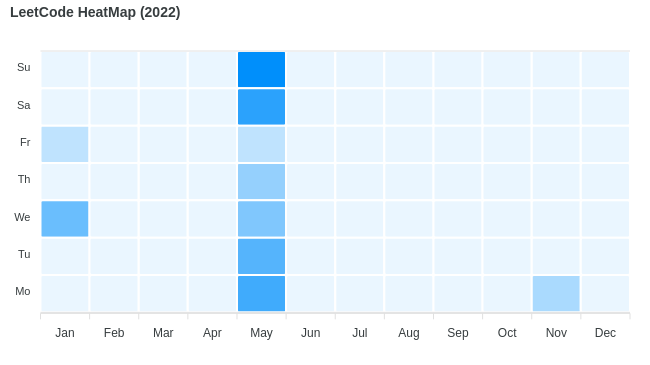 LeetCode HeatMap (2022)
Su
Sa
Fr
Th
We
Tu
Mo
Jan Feb Mar Apr May Jun Jul Aug Sep Oct Nov Dec